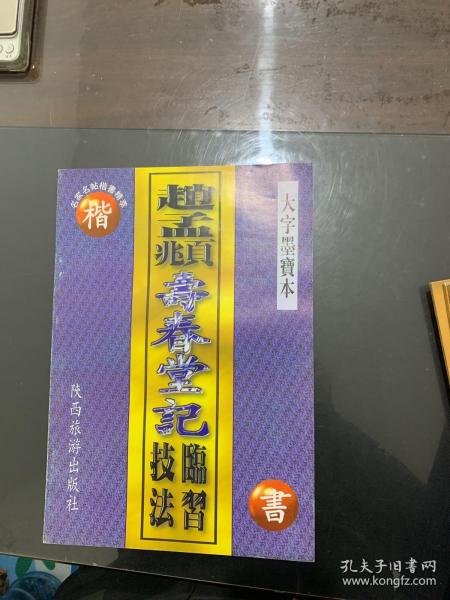 名家名帖楷書精萃
楷
大字墨寶本
趙孟頫
壽春堂記
臨習
技法
陕西旅游出版社
書
孔夫子旧书网
www.kongfz.com